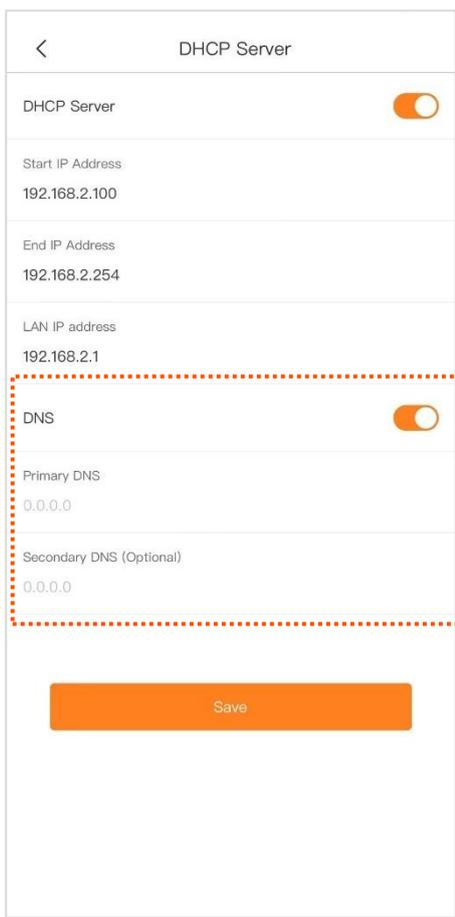 DHCP Server
DHCP Server
Start IP Address
192.168.2.100
End IP Address
192.168.2.254
LAN IP address
192.168.2.1
DNS
Primary DNS
0.0.0.0
Secondary DNS (Optional)
0.0.0.0
Save